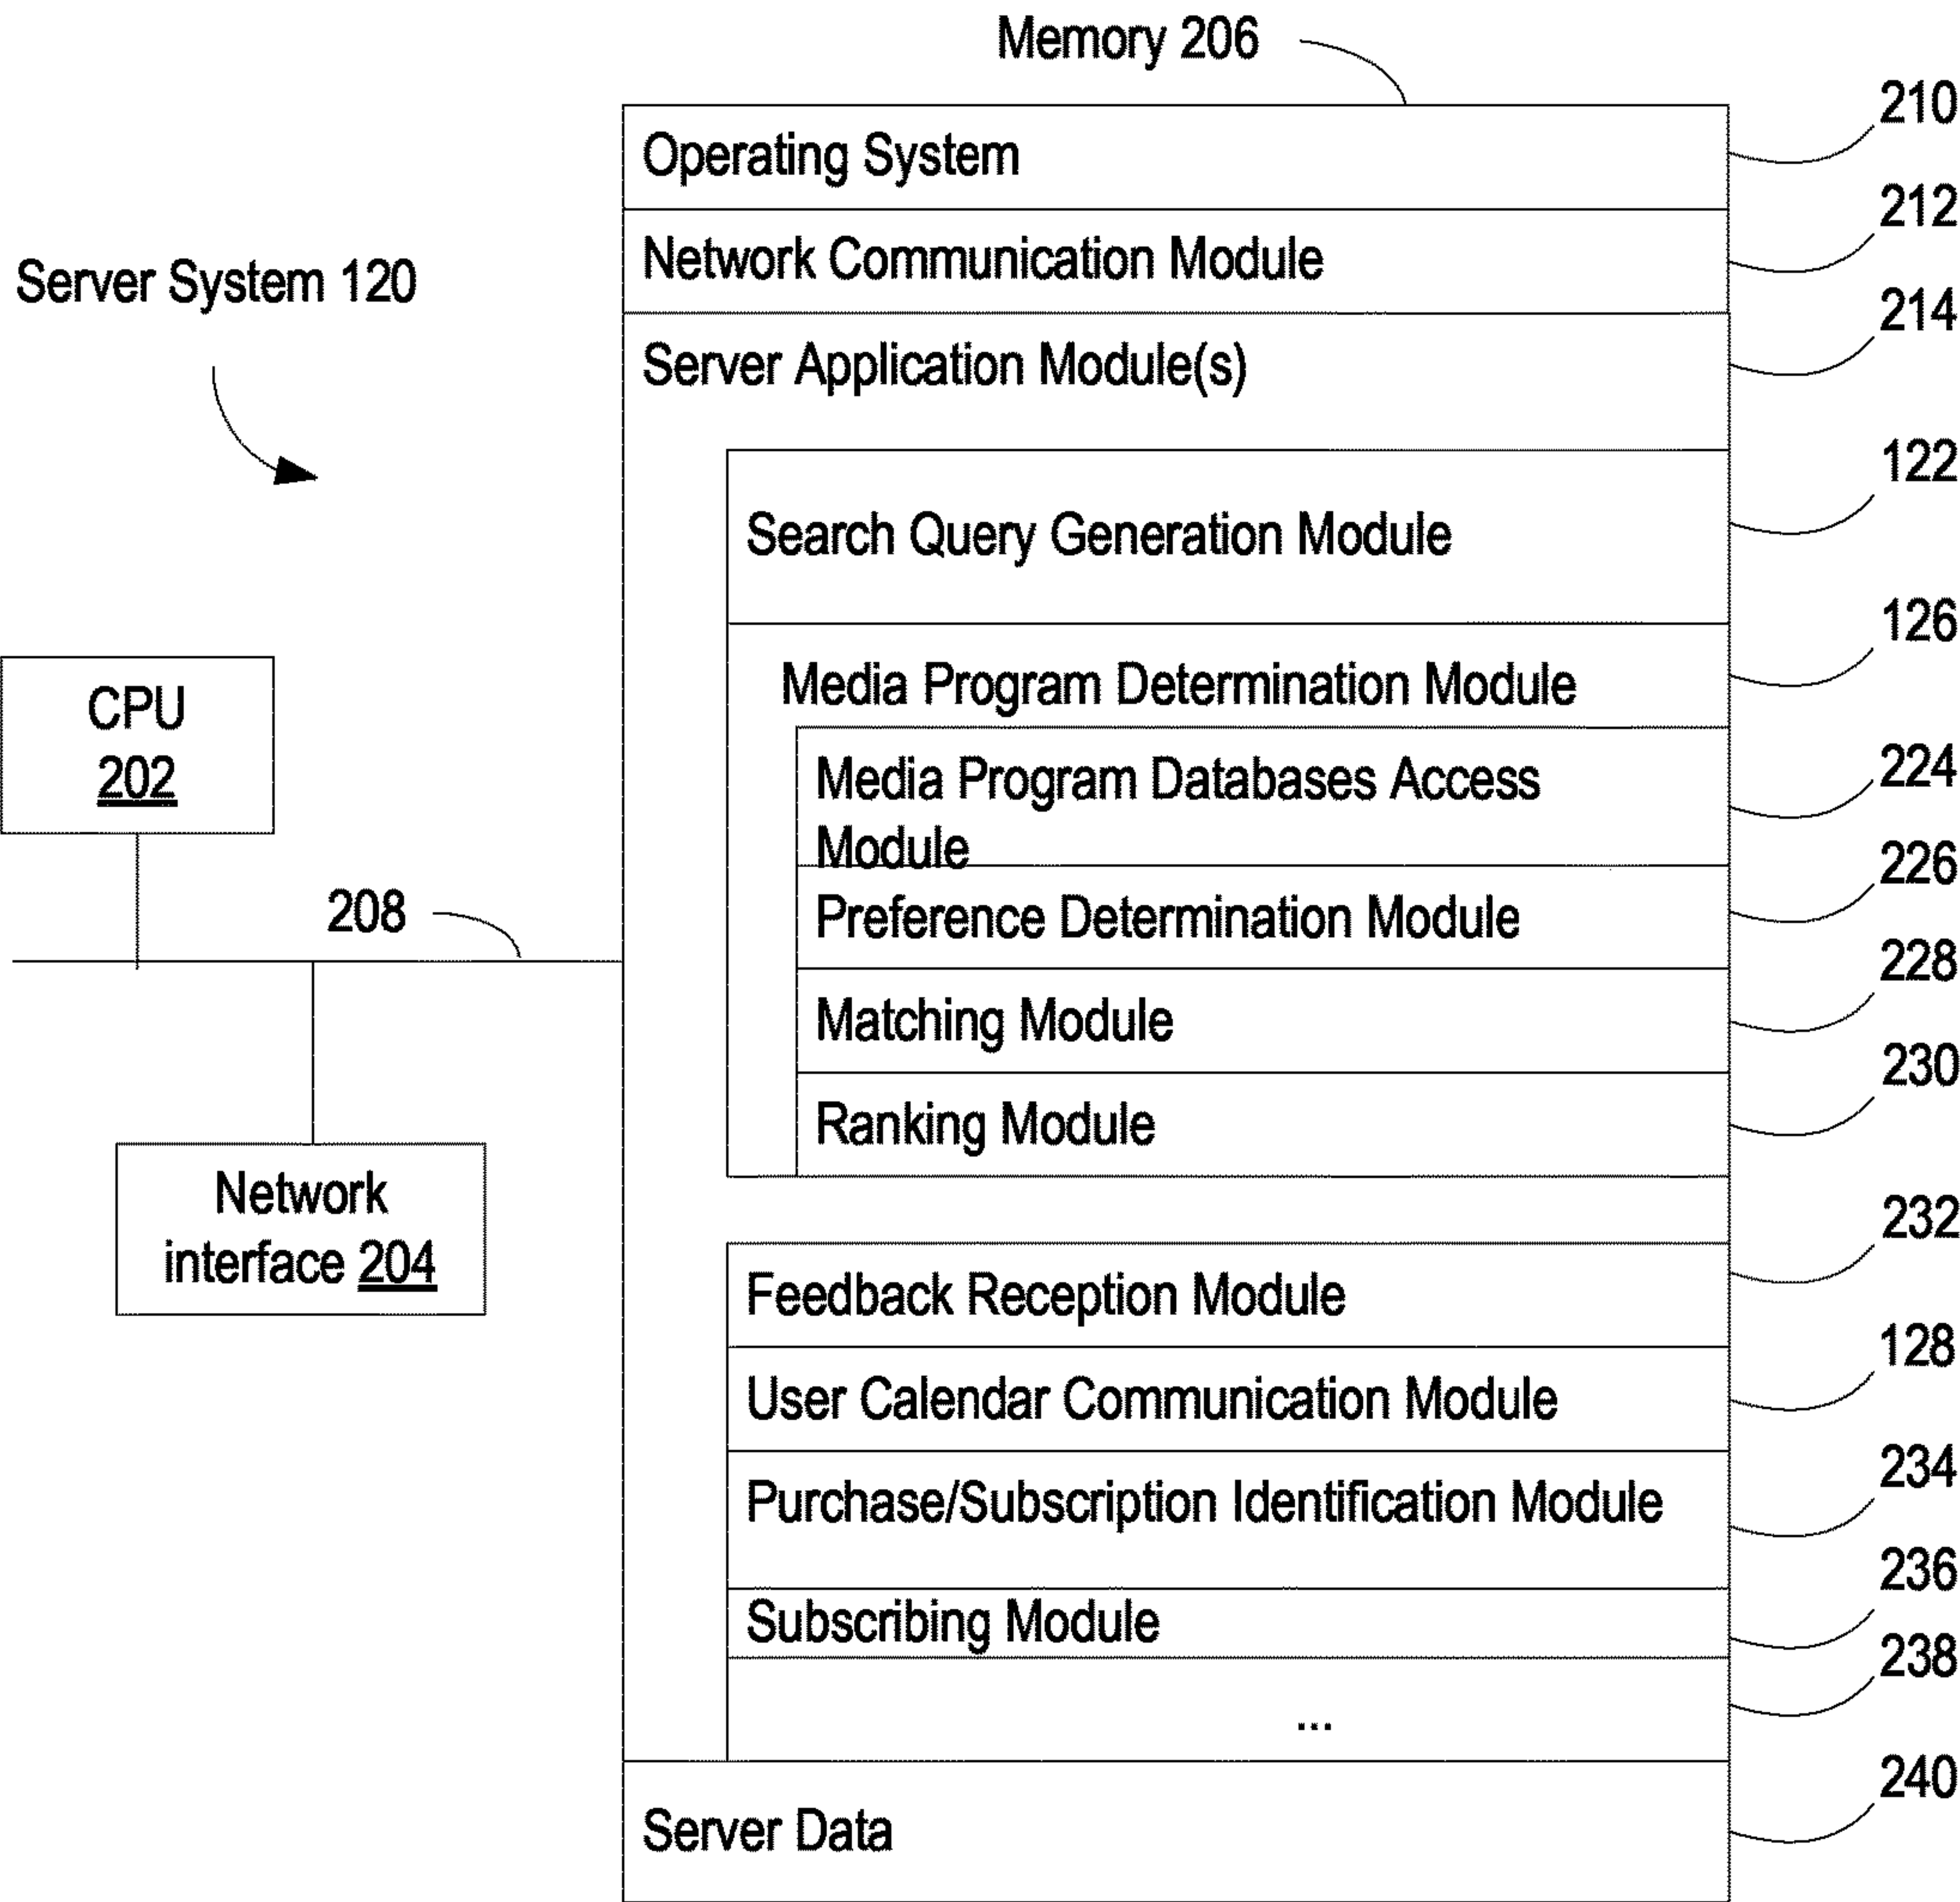 Memory 206
210
Operating System
212
Network Communication Module
Server System 120
214
Server Application Module(s)
122
Search Query Generation Module
126
Media Program Determination Module
CPU
202
224
Media Program Databases Access
Module
226
Preference Determination Module
208
228
Matching Module
230
Ranking Module
Network
interface 204
232
Feedback Reception Module
128
User Calendar Communication Module
234
Purchase/Subscription Identification Module
236
Subscribing Module
238
...
240
Server Data